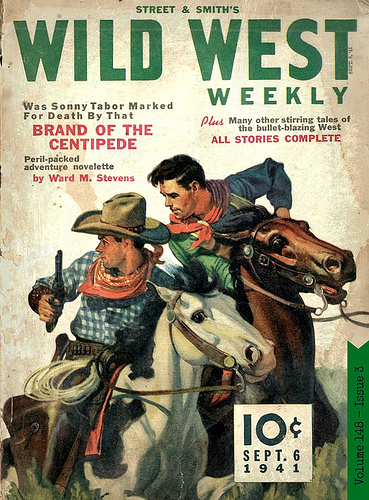 STREET & SMITH'S
WILD WEST
WEEKLY
Was Sonny Tabor Marked
For Death By That
BRAND OF THE
CENTIPEDE
Peril-packed
adventure novelette
by Ward M. Stevens
Plus Many other stirring tales of
the bullet-blazing West
ALL STORIES COMPLETE
10¢
SEPT. 6
1941
Volume 148 - Issue 3